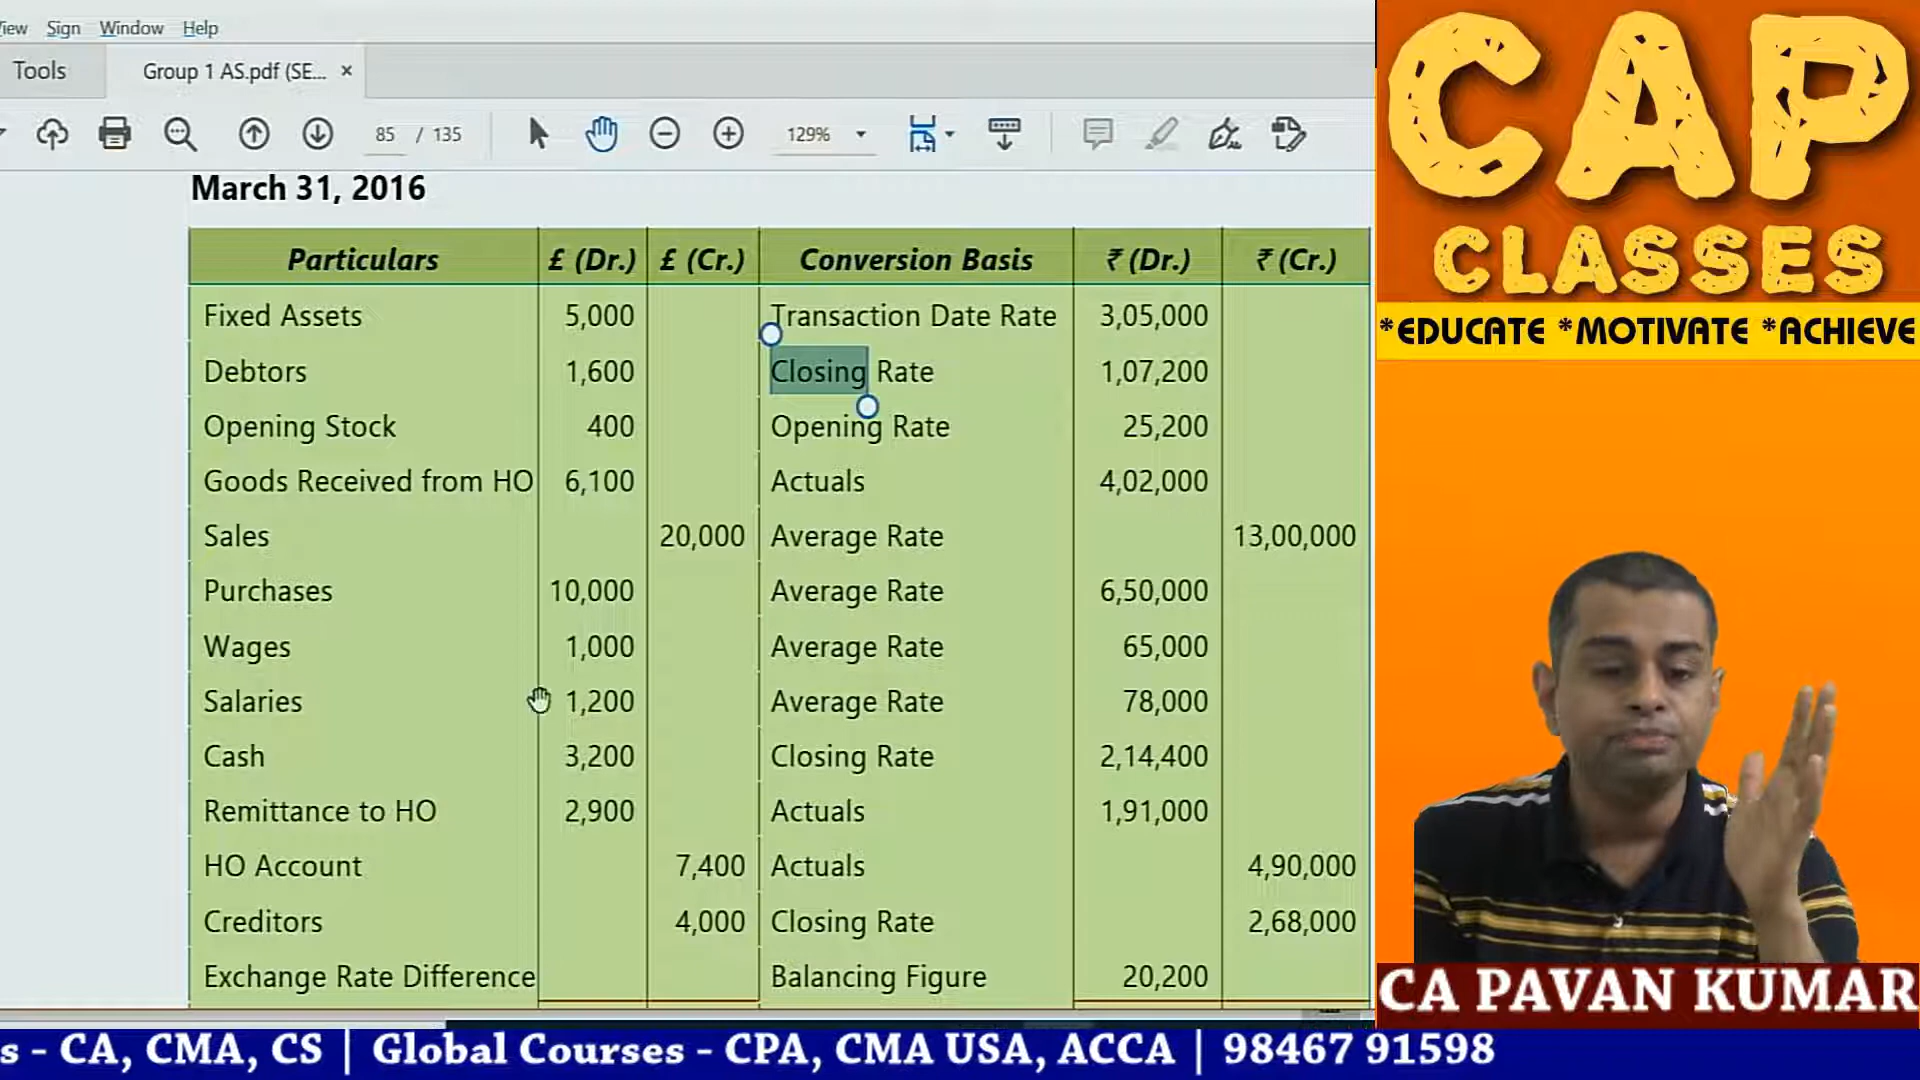 View Sign Window Help
Tools Group 1 AS.pdf (SE... ×
85 / 135 129%
March 31, 2016
Particulars £ (Dr.) £ (Cr.) Conversion Basis ₹ (Dr.) ₹ (Cr.)
Fixed Assets 5,000 Transaction Date Rate 3,05,000
Debtors 1,600 Closing Rate 1,07,200
Opening Stock 400 Opening Rate 25,200
Goods Received from HO 6,100 Actuals 4,02,000
Sales 20,000 Average Rate 13,00,000
Purchases 10,000 Average Rate 6,50,000
Wages 1,000 Average Rate 65,000
Salaries 1,200 Average Rate 78,000
Cash 3,200 Closing Rate 2,14,400
Remittance to HO 2,900 Actuals 1,91,000
HO Account 7,400 Actuals 4,90,000
Creditors 4,000 Closing Rate 2,68,000
Exchange Rate Difference Balancing Figure 20,200
CAP
CLASSES
*EDUCATE *MOTIVATE *ACHIEVE
CA PAVAN KUMAR
s - CA, CMA, CS | Global Courses - CPA, CMA USA, ACCA | 98467 91598